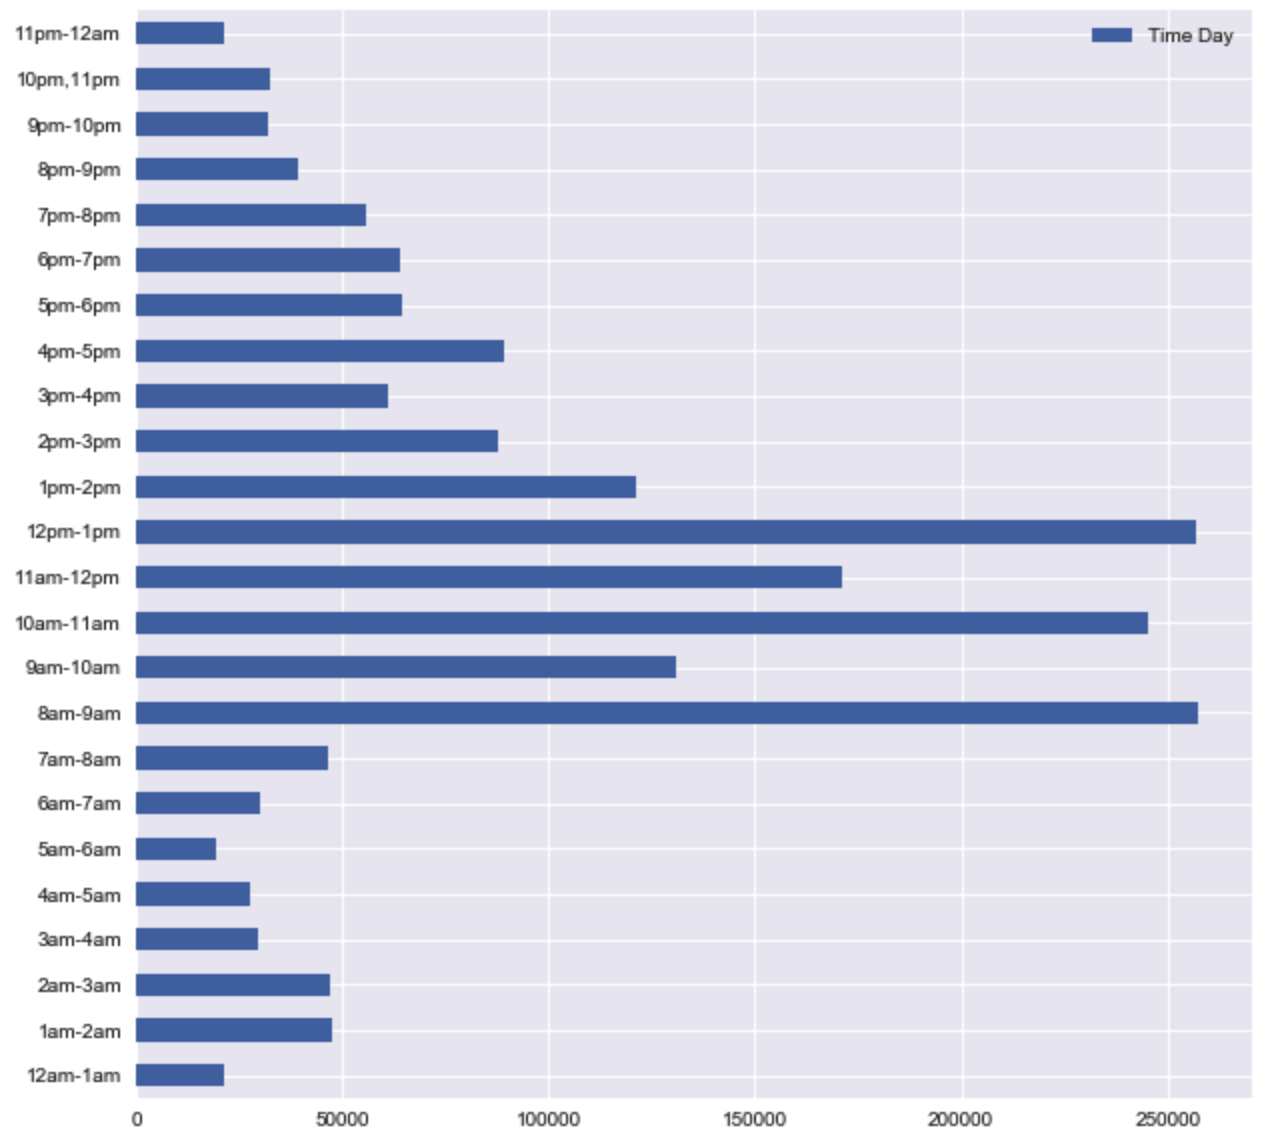 11pm-12am
Time Day
10pm,11pm
9pm-10pm
8pm-9pm
7pm-8pm
6pm-7pm
5pm-6pm
4pm-5pm
3pm-4pm
2pm-3pm
1pm-2pm
12pm-1pm
11am-12pm
10am-11am
9am-10am
8am-9am
7am-8am
6am-7am
5am-6am
4am-5am
3am-4am
2am-3am
1am-2am
12am-1am
0 50000 100000 150000 200000 250000